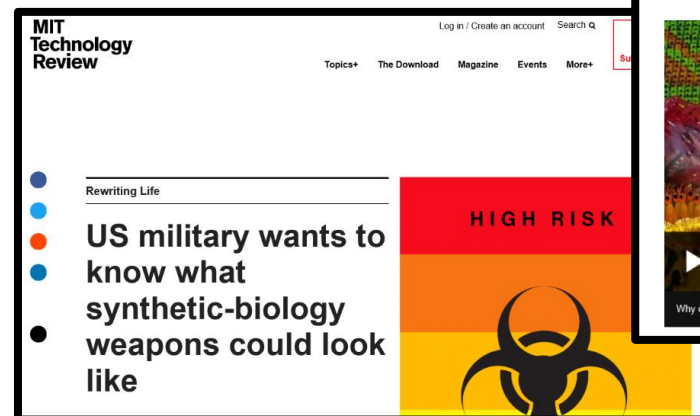 MIT
Technology
Review
Log in / Create an account Search
Topics+ The Download Magazine Events More+
Rewriting Life
US military wants to
know what
synthetic-biology
weapons could look
like
HIGH RISK
Why